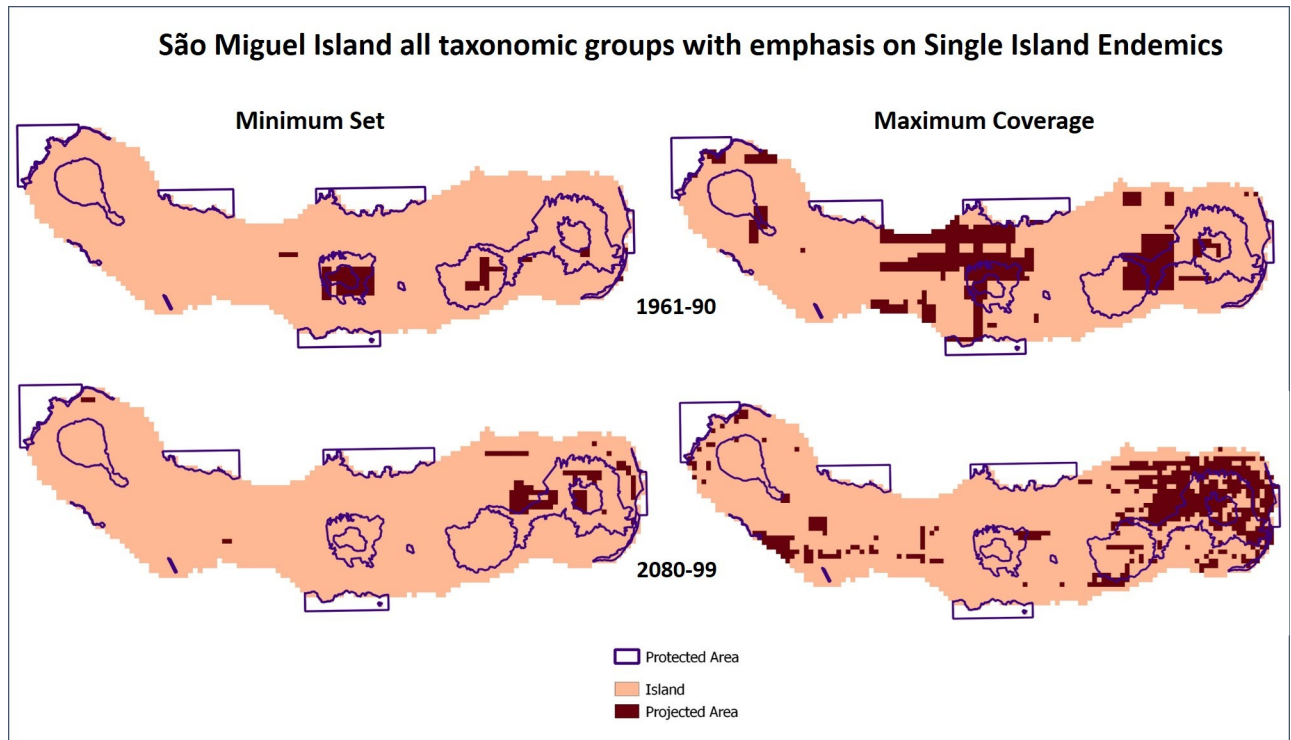 São Miguel Island all taxonomic groups with emphasis on Single Island Endemics
Minimum Set
Maximum Coverage
1961-90
2080-99
Protected Area
Island
Projected Area